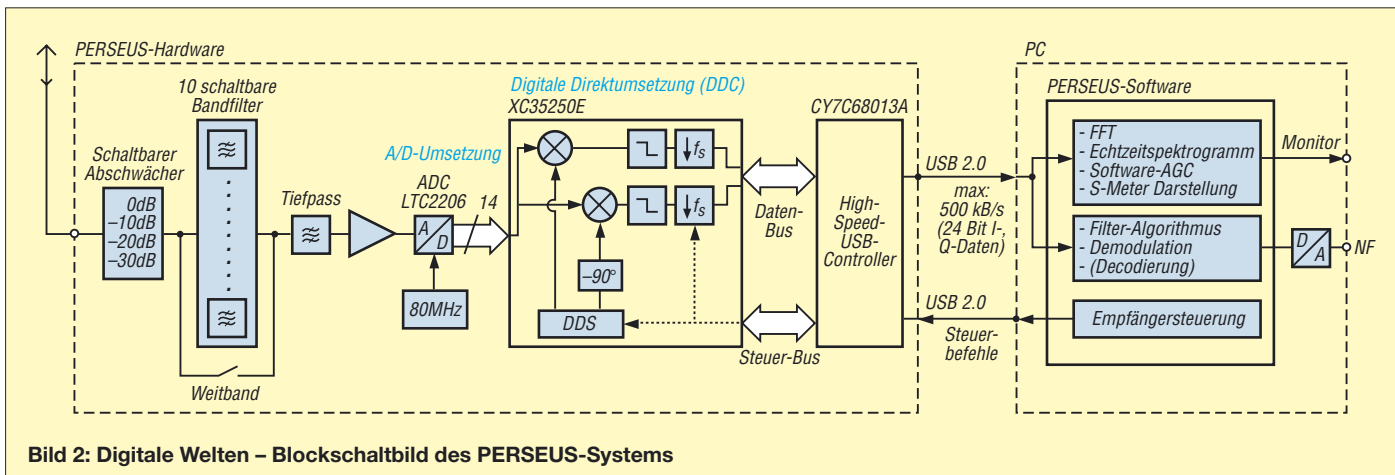 PERSEUS-Hardware
10 schaltbare
Bandfilter
Schaltbarer
Abschwächer
0dB
–10dB
–20dB
–30dB
Weitband
Tiefpass
A/D-Umsetzung
ADC
LTC2206
14
A
D
80MHz
Digitale Direktumsetzung (DDC)
XC35250E
fs
fs
–90°
DDS
Daten-
Bus
Steuer-Bus
CY7C68013A
High-
Speed-
USB-
Controller
USB 2.0
max:
500 kB/s
(24 Bit I-,
Q-Daten)
USB 2.0
Steuer-
befehle
PC
PERSEUS-Software
- FFT
- Echtzeitspektrogramm
- Software-AGC
- S-Meter Darstellung
Monitor
- Filter-Algorithmus
- Demodulation
- (Decodierung)
D
A
NF
Empfängersteuerung
Bild 2: Digitale Welten – Blockschaltbild des PERSEUS-Systems